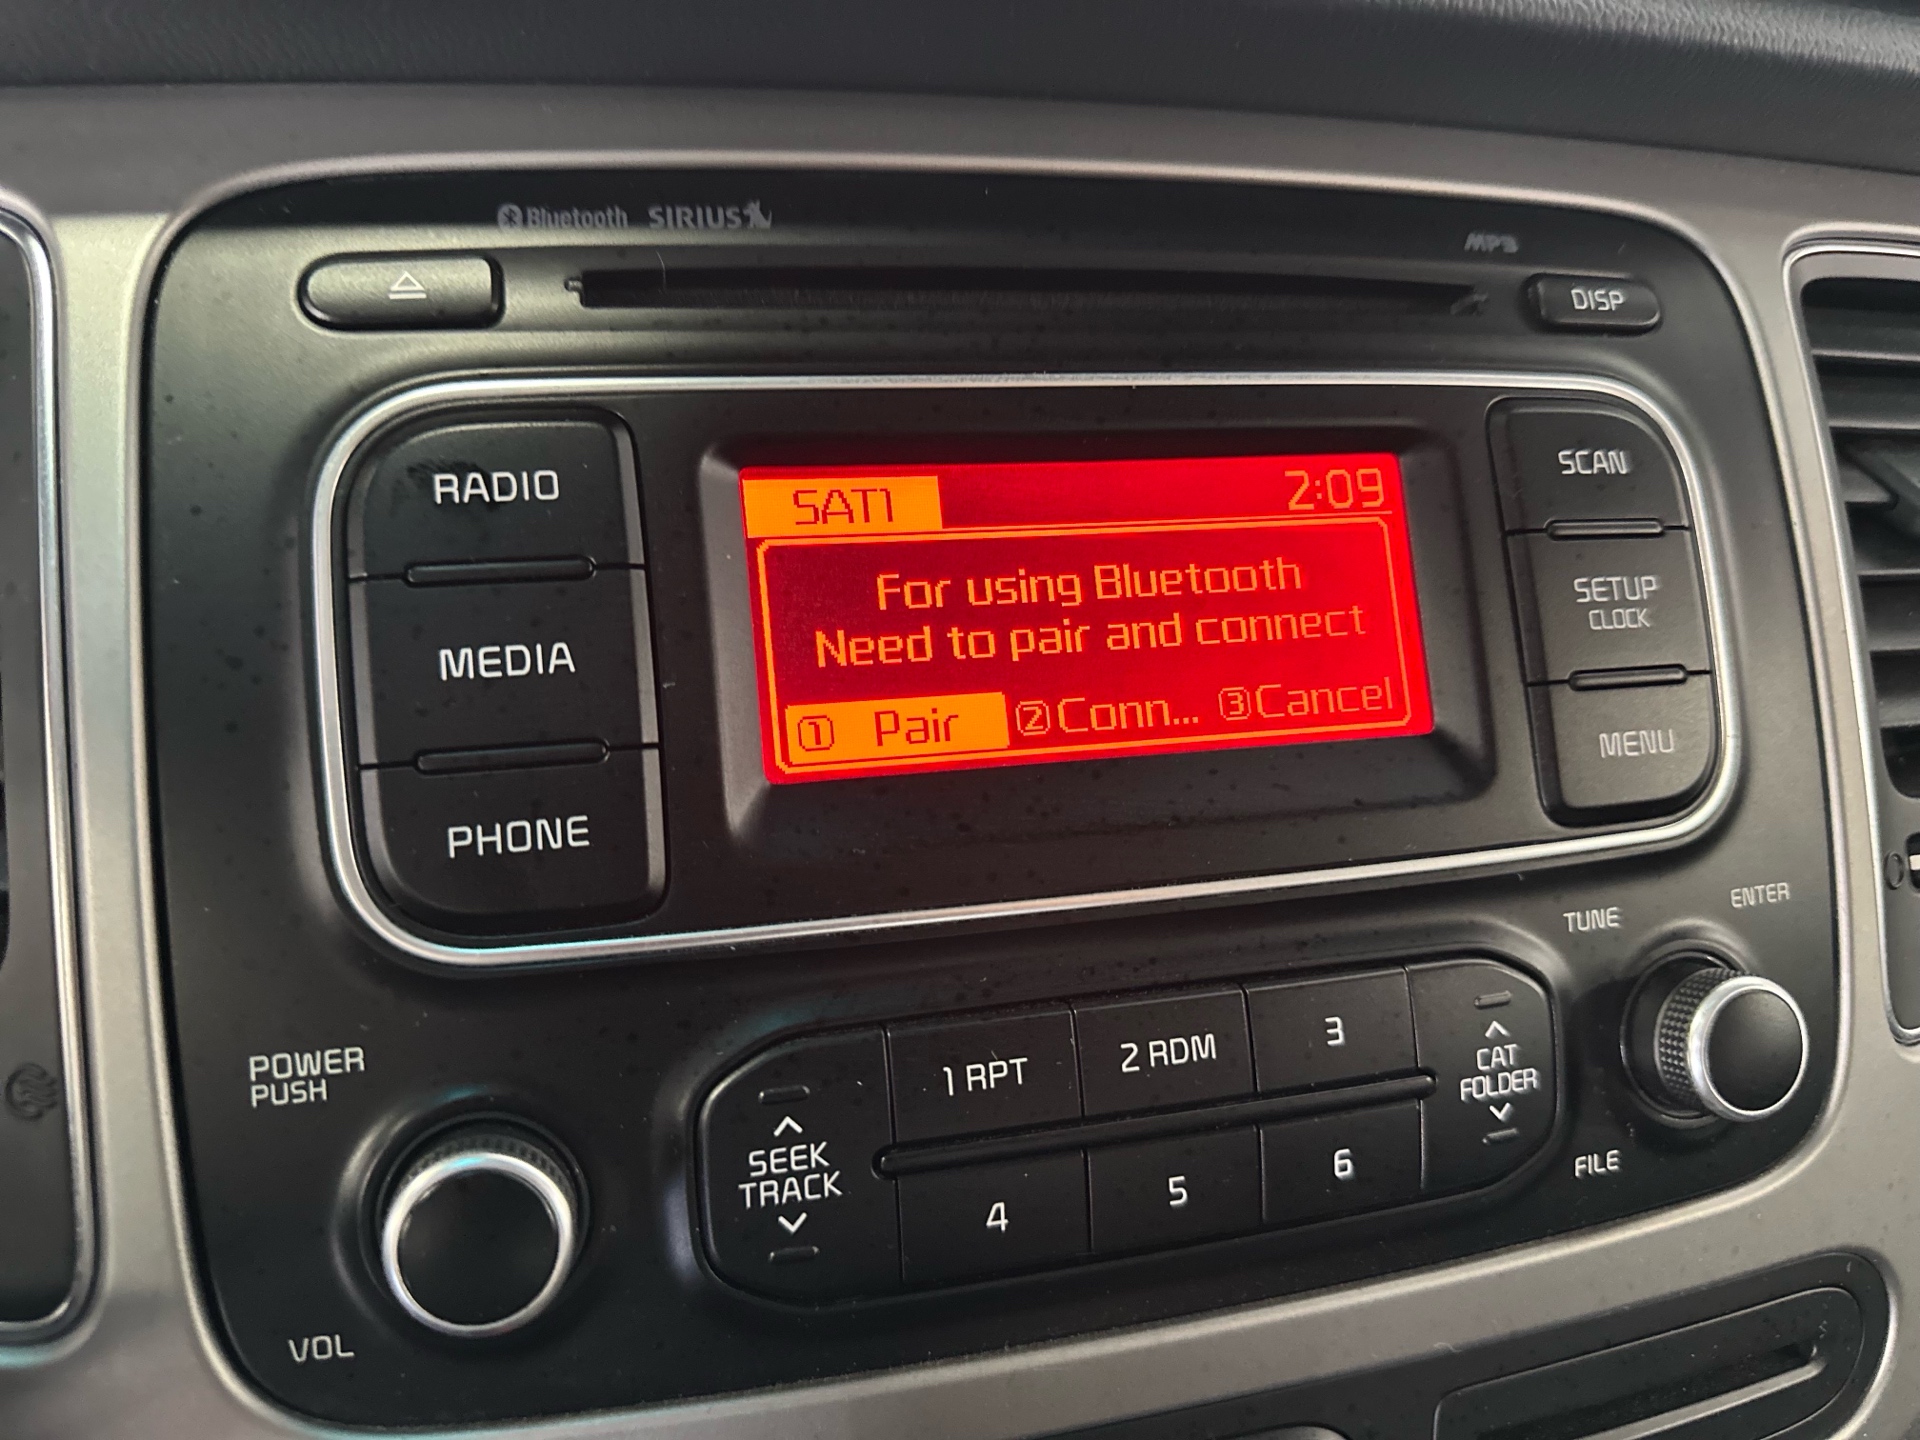 Bluetooth SIRIUS
MP3
DISP
RADIO
MEDIA
PHONE
SAT1 2:09
For using Bluetooth
Need to pair and connect
① Pair ②Conn... ③Cancel
SCAN
SETUP
CLOCK
MENU
POWER
PUSH
VOL
SEEK
TRACK
1 RPT
2 RDM
3
4
5
6
CAT
FOLDER
TUNE
ENTER
FILE